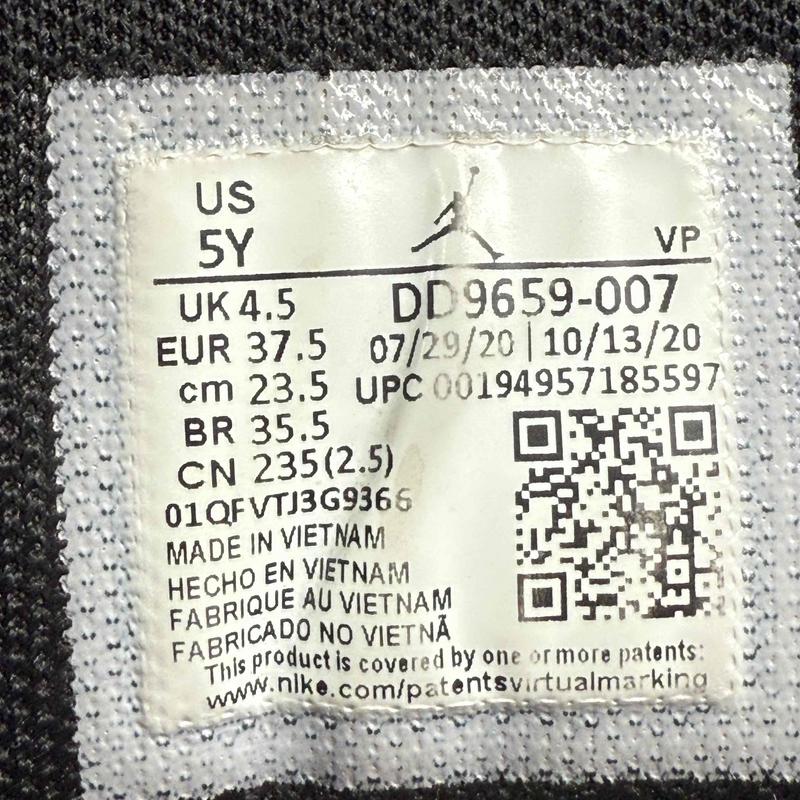 US
5Y
VP
UK 4.5
DD9659-007
EUR 37.5
07/29/20 | 10/13/20
cm 23.5
UPC 00194957185597
BR 35.5
CN 235(2.5)
01QFVTJ3G9366
MADE IN VIETNAM
HECHO EN VIETNAM
FABRIQUE AU VIETNAM
FABRICADO NO VIETNÃ
This product is covered by one or more patents:
www.nike.com/patentsvirtualmarking